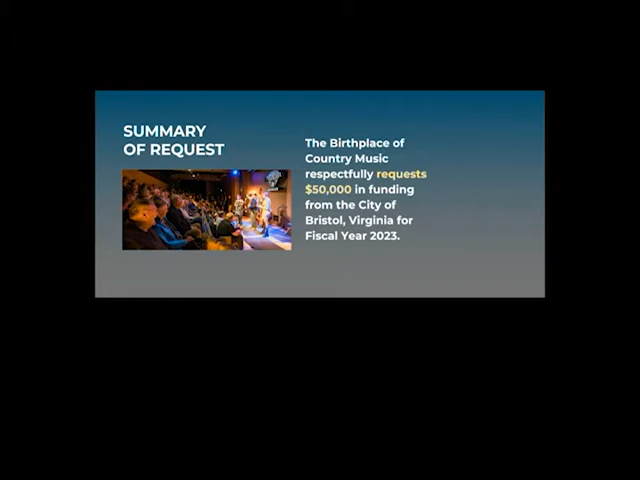 SUMMARY
OF REQUEST
The Birthplace of
Country Music
respectfully requests
$50,000 in funding
from the City of
Bristol, Virginia for
Fiscal Year 2023.